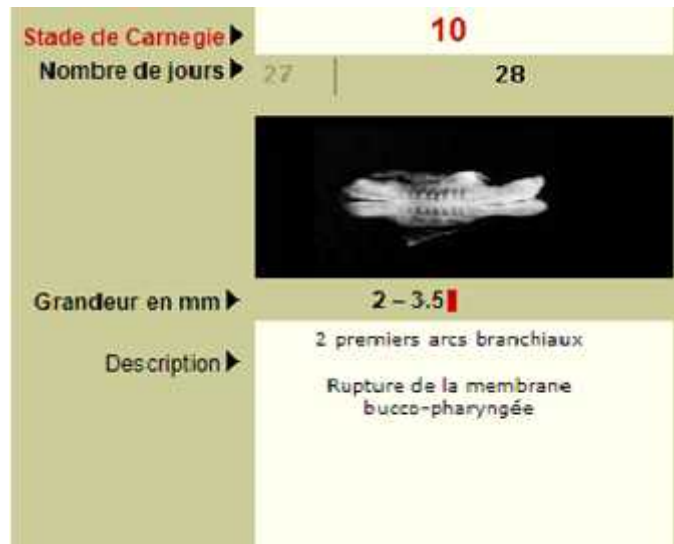 Stade de Carnegie 10
Nombre de jours 27 28
Grandeur en mm 2 – 3.5
Description 2 premiers arcs branchiaux
Rupture de la membrane
bucco-pharyngée